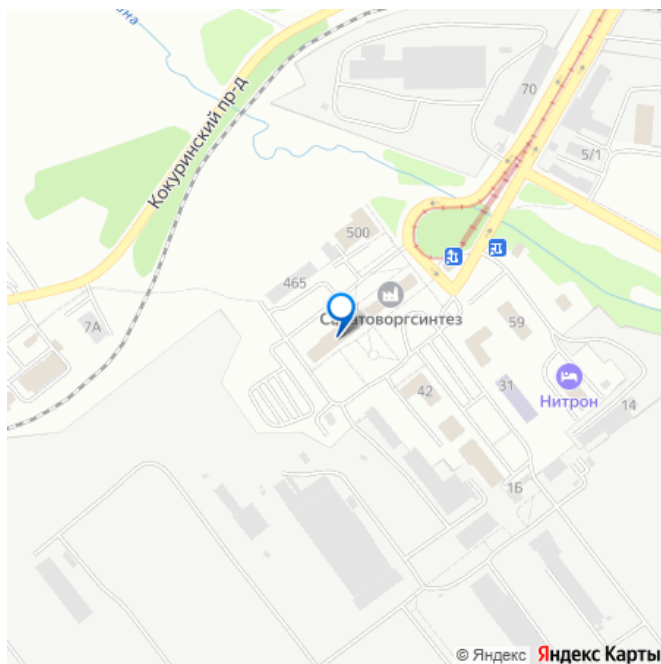 Кокуринский пр-д
70
5/1
500
465
7А
Саратоворгсинтез
59
42
31
Нитрон
14
1Б
© Яндекс Яндекс Карты